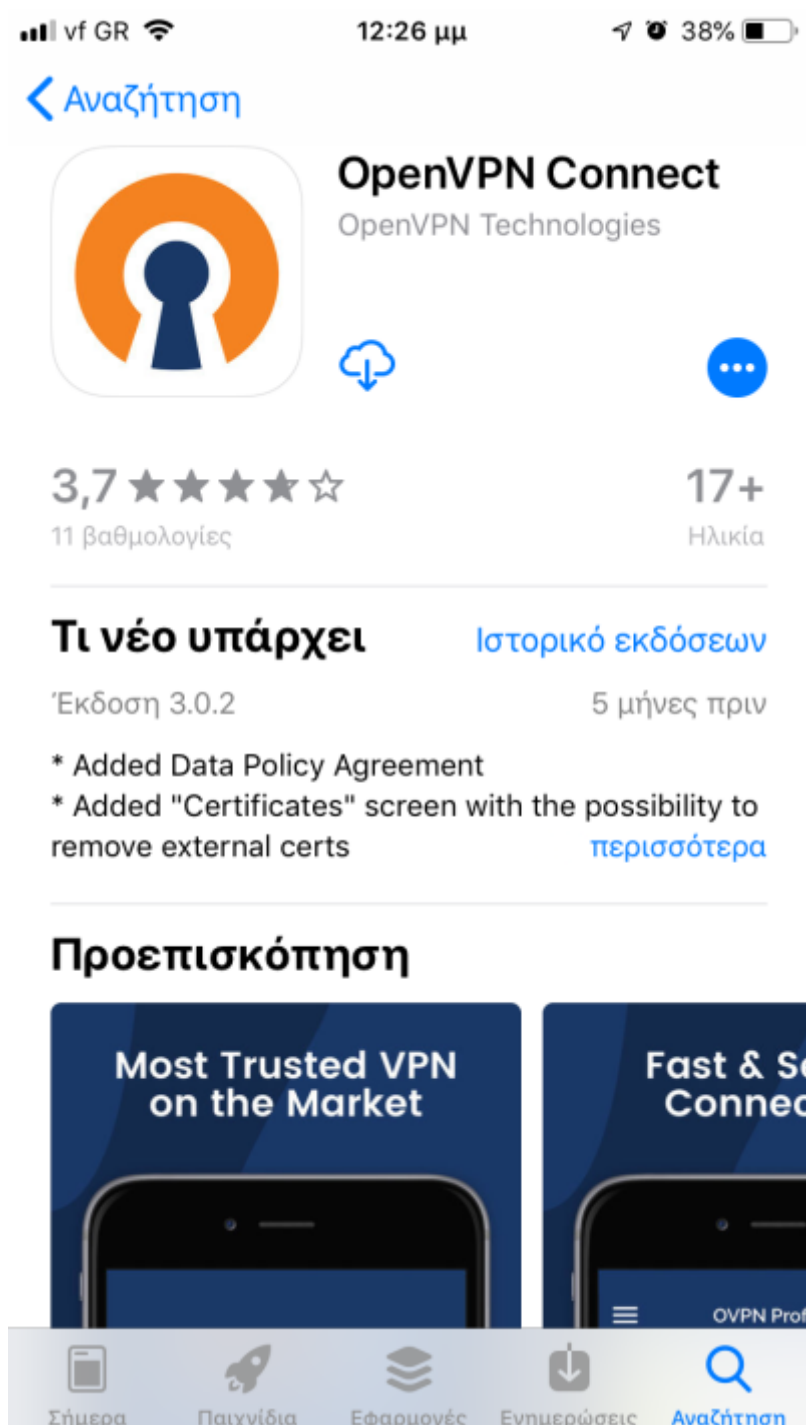 vf GR 12:26 μμ 38%
Αναζήτηση
OpenVPN Connect
OpenVPN Technologies
3,7
17+
11 βαθμολογίες
Ηλικία
Τι νέο υπάρχει
Ιστορικό εκδόσεων
Έκδοση 3.0.2
5 μήνες πριν
* Added Data Policy Agreement
* Added "Certificates" screen with the possibility to
remove external certs
περισσότερα
Προεπισκόπηση
Most Trusted VPN
on the Market
Fast &
OVPN
Σήμερα Παιχνίδια Εφαρμογές Ενημερώσεις Αναζήτηση